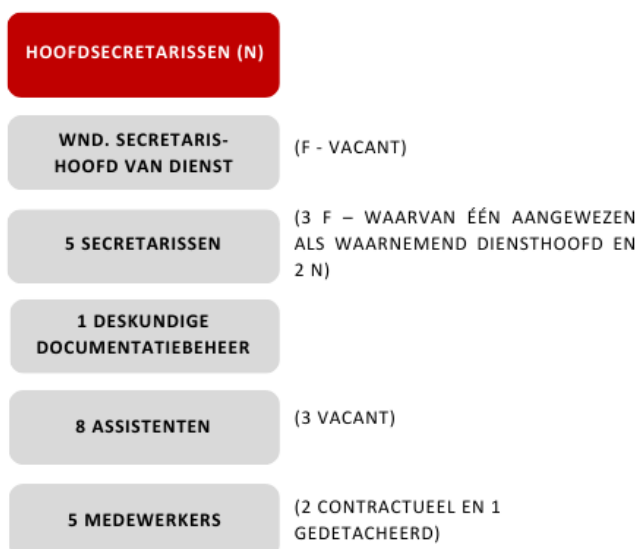 HOOFDSECRETARISSEN (N)
WND. SECRETARIS-
HOOFD VAN DIENST
(F - VACANT)
5 SECRETARISSEN
(3 F – WAARVAN ÉÉN AANGEWEZEN
ALS WAARNEMEND DIENSTHOOFD EN
2 N)
1 DESKUNDIGE
DOCUMENTATIEBEHEER
8 ASSISTENTEN
(3 VACANT)
5 MEDEWERKERS
(2 CONTRACTUEEL EN 1
GEDETACHEERD)